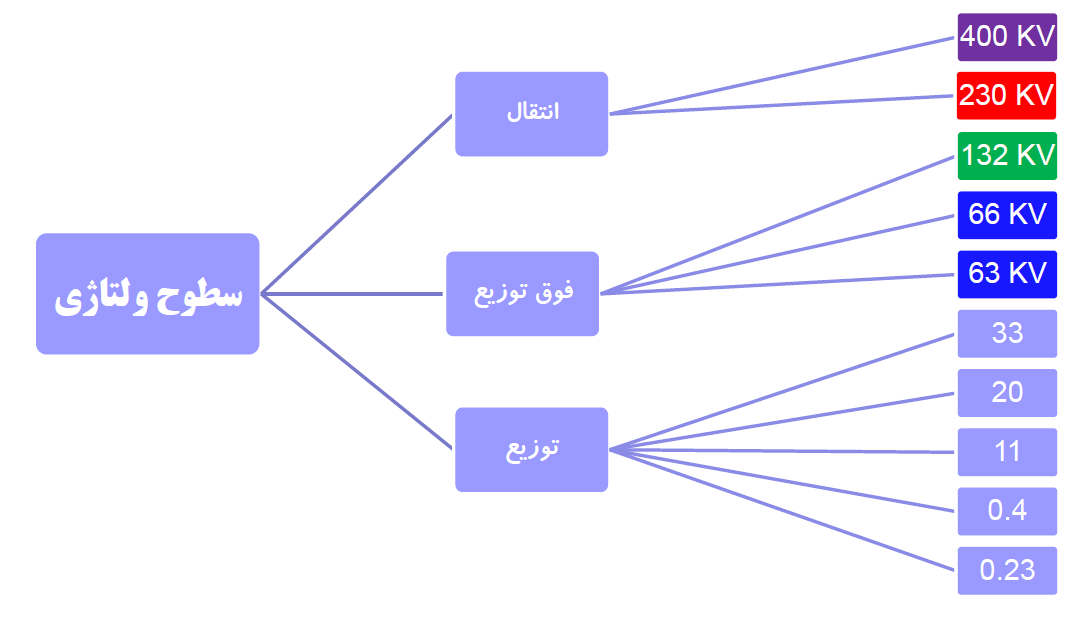 سطوح ولتاژی
انتقال
400 KV
230 KV
فوق توزیع
132 KV
66 KV
63 KV
توزیع
33
20
11
0.4
0.23